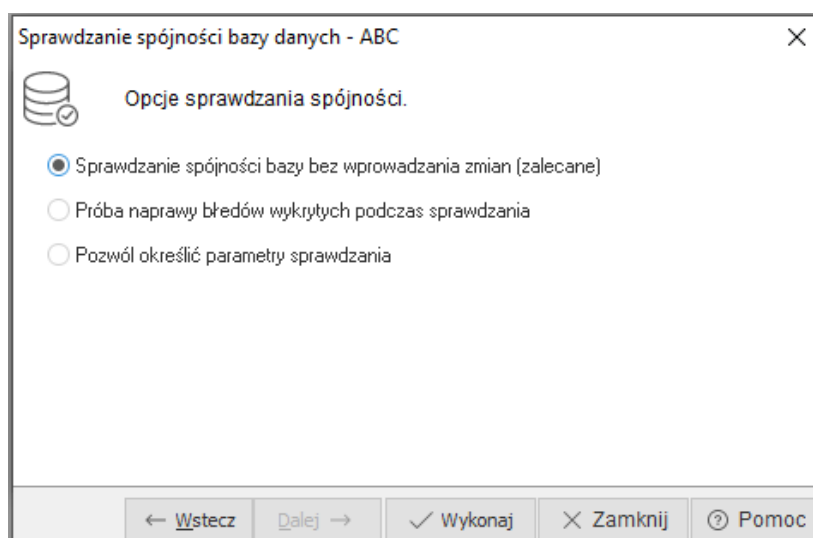 Sprawdzanie spójności bazy danych - ABC
Opcje sprawdzania spójności.
Sprawdzanie spójności bazy bez wprowadzania zmian (zalecane)
Próba naprawy błędów wykrytych podczas sprawdzania
Pozwól określić parametry sprawdzania
← Wstecz Dalej → Wykonaj Zamknij Pomoc